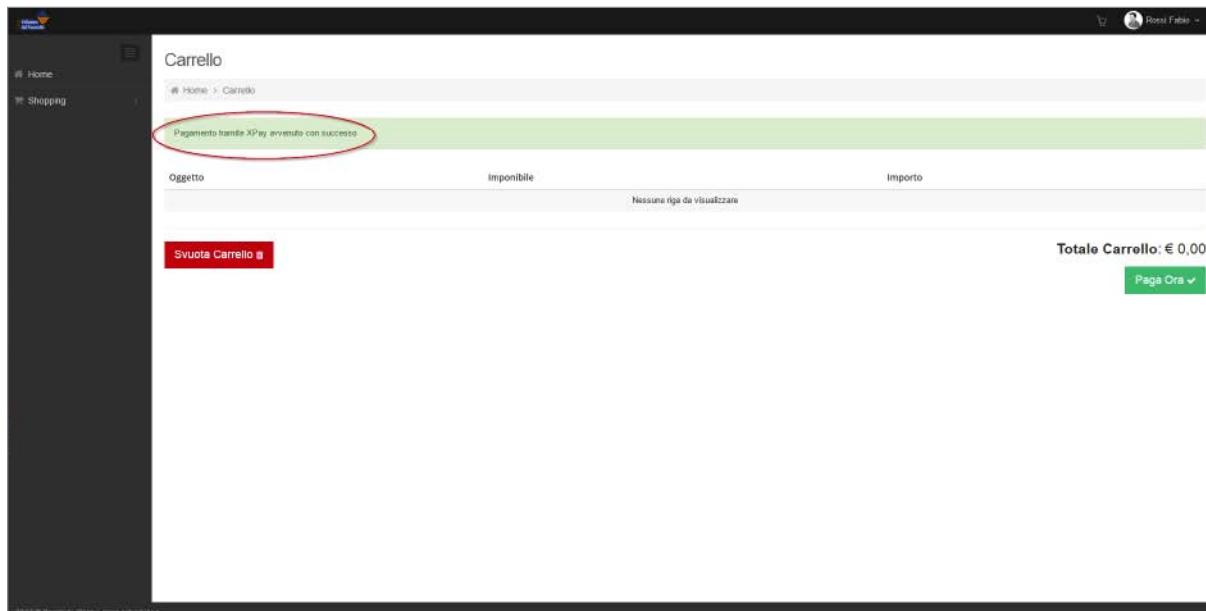 Rossi Fabio
Home
Shopping
Carrello
Home > Carrello
Pagamento tramite XPay avvenuto con successo
Oggetto Imponibile Importo
Nessuna riga da visualizzare
Svuota Carrello
Totale Carrello: € 0,00
Paga Ora